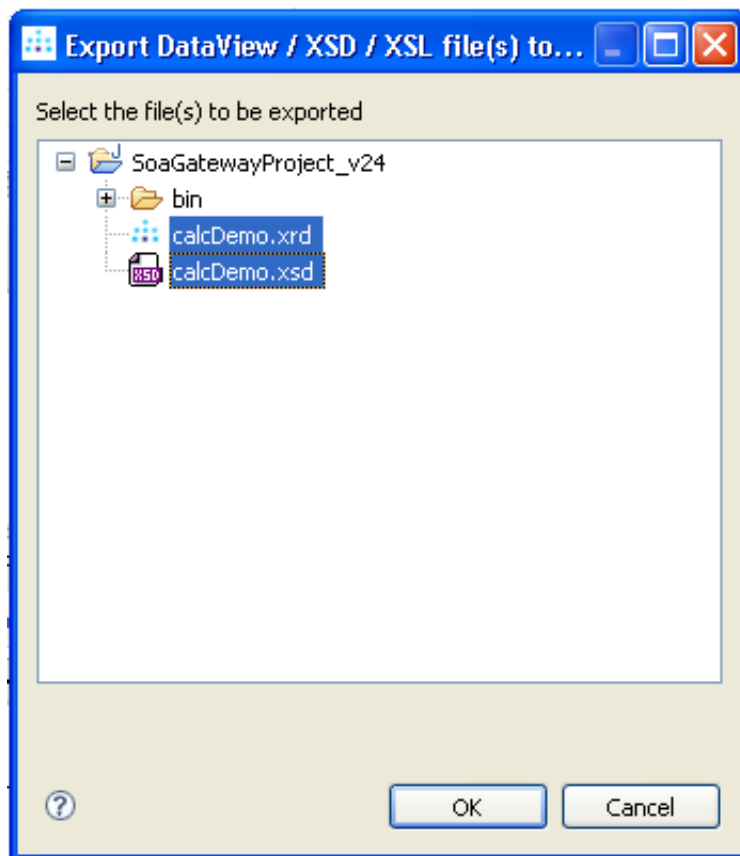 Export DataView / XSD / XSL file(s) to...
Select the file(s) to be exported
SoaGatewayProject_v24
bin
calcDemo.xrd
XSD calcDemo.xsd
? OK Cancel